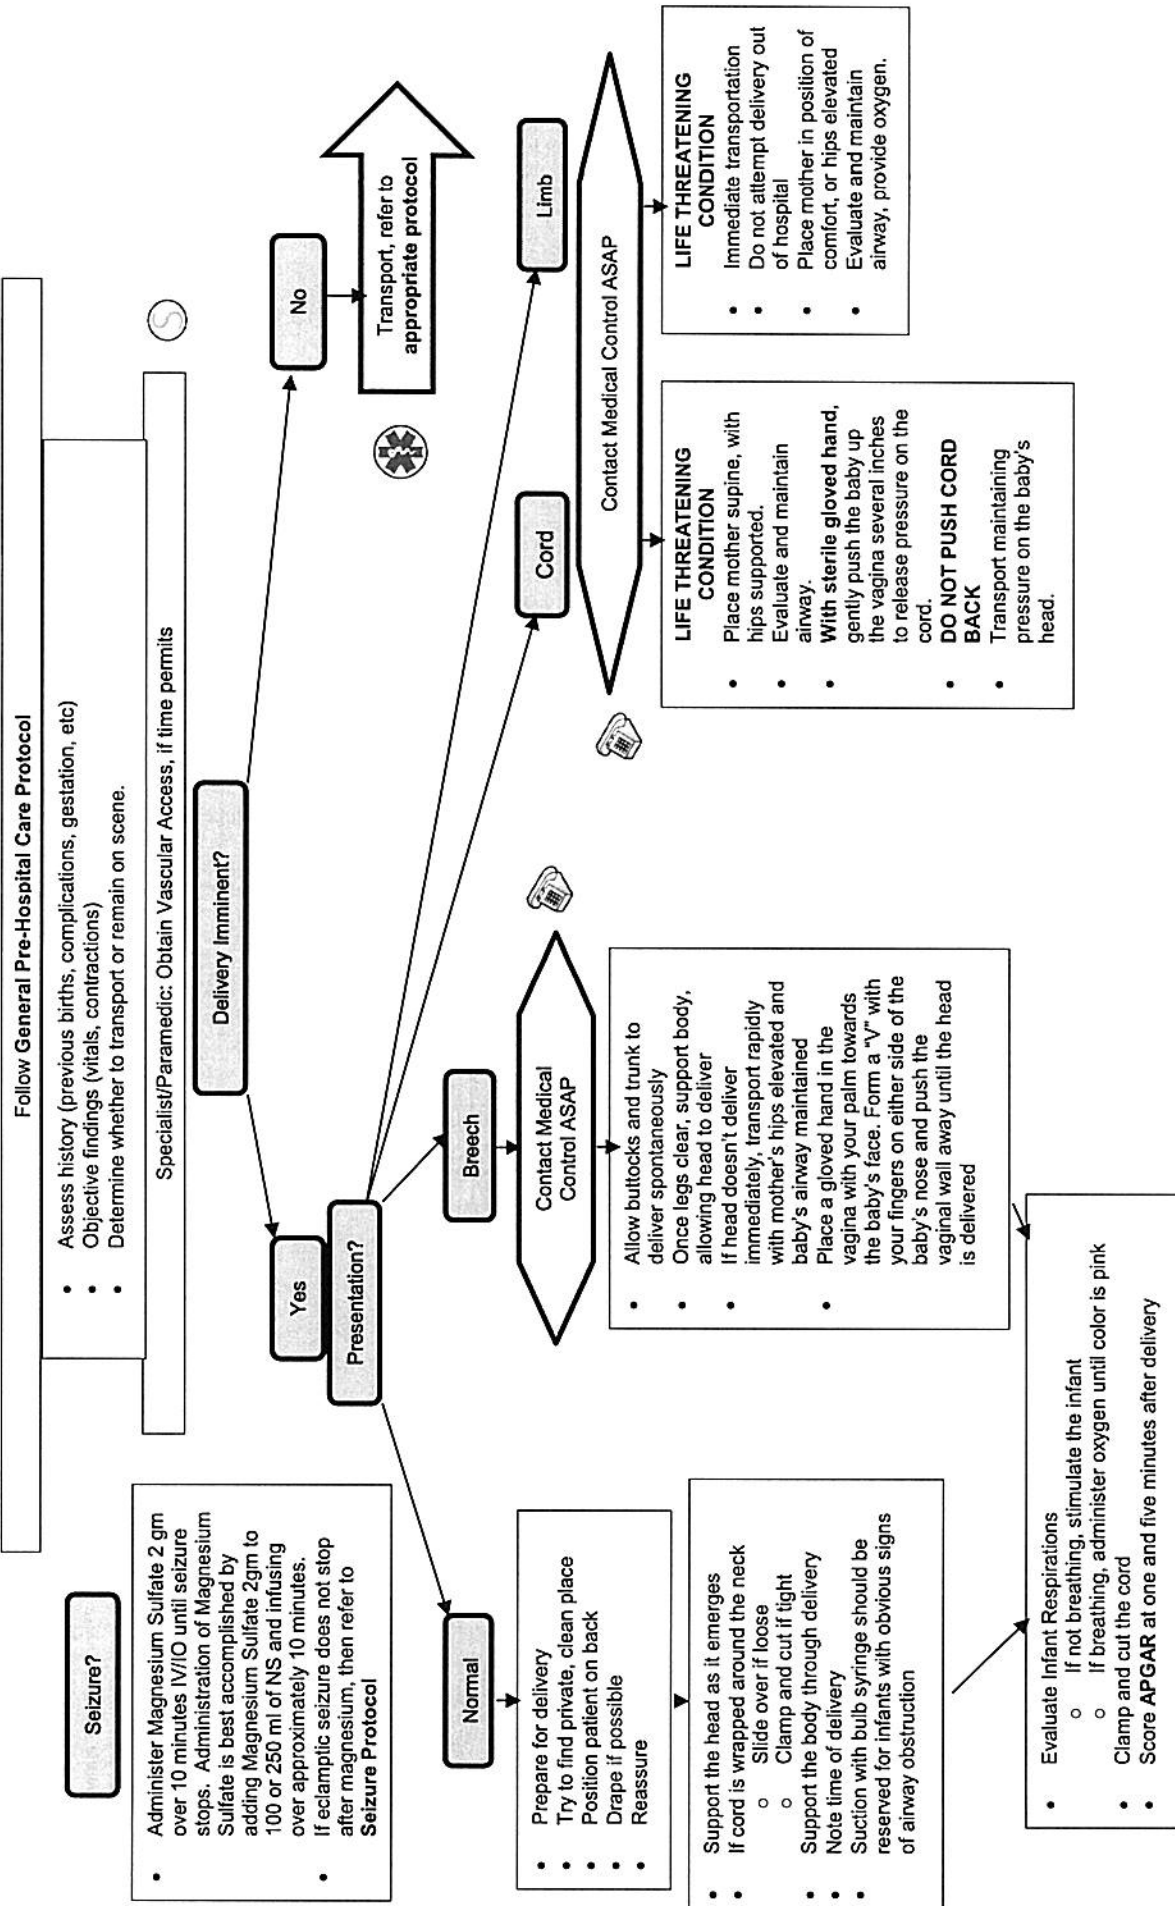 Follow General Pre-Hospital Care Protocol
• Assess history (previous births, complications, gestation, etc)
• Objective findings (vitals, contractions)
• Determine whether to transport or remain on scene.
Specialist/Paramedic: Obtain Vascular Access, if time permits
S
Seizure?
• Administer Magnesium Sulfate 2 gm
over 10 minutes IV/IO until seizure
stops. Administration of Magnesium
Sulfate is best accomplished by
adding Magnesium Sulfate 2gm to
100 or 250 ml of NS and infusing
over approximately 10 minutes.
• If eclamptic seizure does not stop
after magnesium, then refer to
Seizure Protocol
Delivery Imminent?
Yes
No
Transport, refer to
appropriate protocol
Presentation?
Normal
Breech
Cord
Limb
• Prepare for delivery
• Try to find private, clean place
• Position patient on back
• Drape if possible
• Reassure
• Support the head as it emerges
• If cord is wrapped around the neck
○ Slide over if loose
○ Clamp and cut if tight
• Support the body through delivery
• Note time of delivery
• Suction with bulb syringe should be
reserved for infants with obvious signs
of airway obstruction
Contact Medical
Control ASAP
• Allow buttocks and trunk to
deliver spontaneously
• Once legs clear, support body,
allowing head to deliver
• If head doesn't deliver
immediately, transport rapidly
with mother's hips elevated and
baby's airway maintained
• Place a gloved hand in the
vagina with your palm towards
the baby's face. Form a "V" with
your fingers on either side of the
baby's nose and push the
vaginal wall away until the head
is delivered
Contact Medical Control ASAP
LIFE THREATENING
CONDITION
• Place mother supine, with
hips supported.
• Evaluate and maintain
airway.
• With sterile gloved hand,
gently push the baby up
the vagina several inches
to release pressure on the
cord.
• DO NOT PUSH CORD
BACK
• Transport maintaining
pressure on the baby's
head.
LIFE THREATENING
CONDITION
• Immediate transportation
• Do not attempt delivery out
of hospital
• Place mother in position of
comfort, or hips elevated
• Evaluate and maintain
airway, provide oxygen.
• Evaluate Infant Respirations
○ If not breathing, stimulate the infant
○ If breathing, administer oxygen until color is pink
• Clamp and cut the cord
• Score APGAR at one and five minutes after delivery